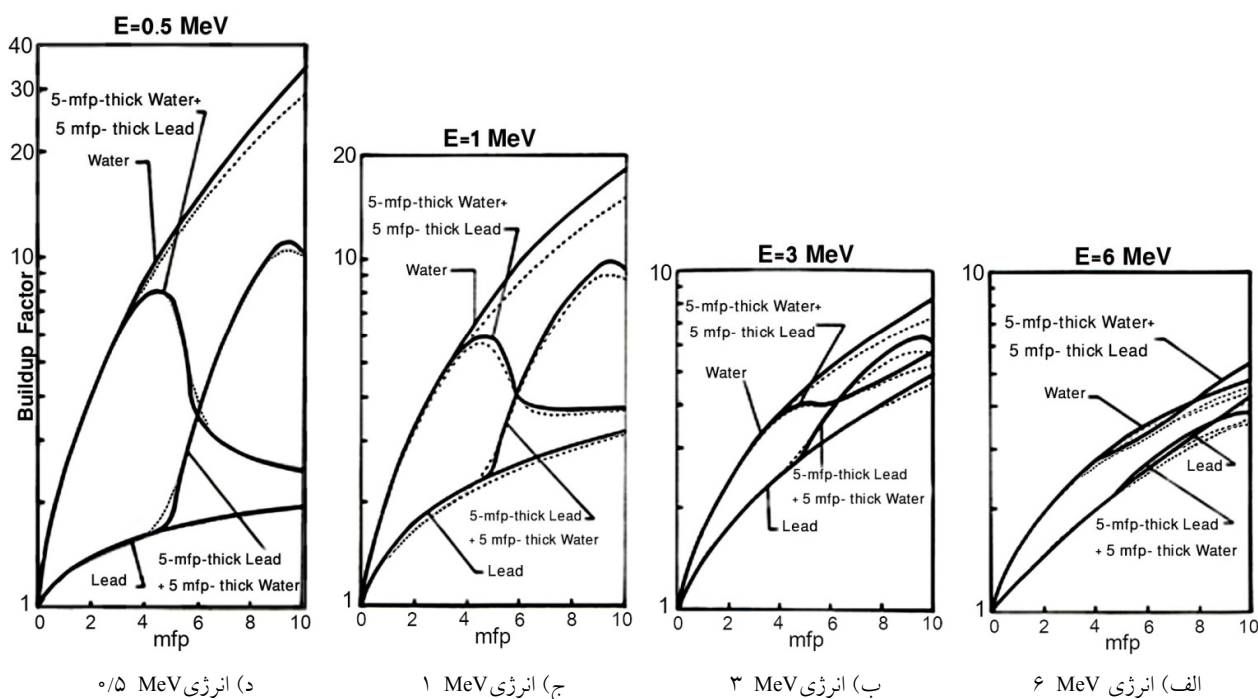 E=0.5 MeV
40
30
20
10
1
Buildup Factor
5-mfp-thick Water+
5 mfp- thick Lead
Water
Lead
5-mfp-thick Lead
+ 5 mfp- thick Water
0 2 4 6 8 10
mfp
د) انرژی MeV ۰/۵
E=1 MeV
20
10
1
5-mfp-thick Water+
5 mfp- thick Lead
Water
5-mfp-thick Lead
+ 5 mfp- thick Water
Lead
0 2 4 6 8 10
mfp
ج) انرژی MeV ۱
E=3 MeV
10
1
5-mfp-thick Water+
5 mfp- thick Lead
Water
5-mfp-thick Lead
+ 5 mfp- thick Water
Lead
0 2 4 6 8 10
mfp
ب) انرژی MeV ۳
E=6 MeV
10
1
5-mfp-thick Water+
5 mfp- thick Lead
Water
Lead
5-mfp-thick Lead
+ 5 mfp- thick Water
0 2 4 6 8 10
mfp
الف) انرژی MeV ۶